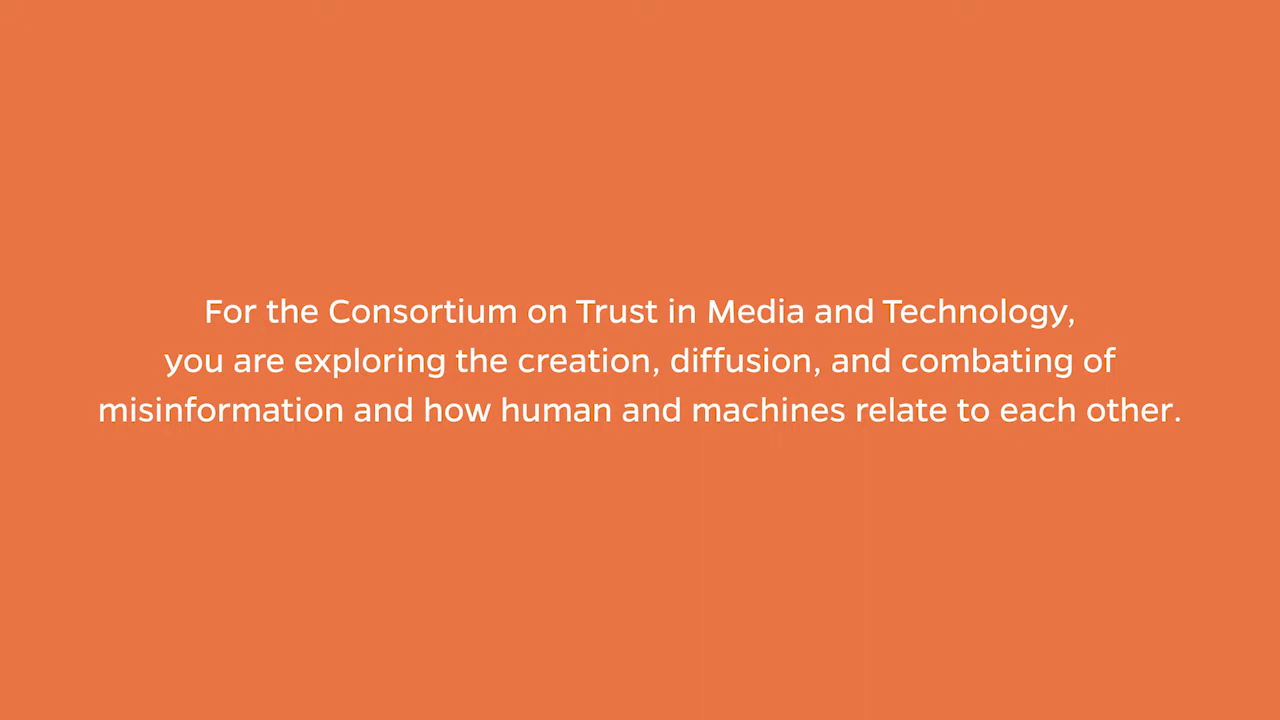 For the Consortium on Trust in Media and Technology,
you are exploring the creation, diffusion, and combating of
misinformation and how human and machines relate to each other.